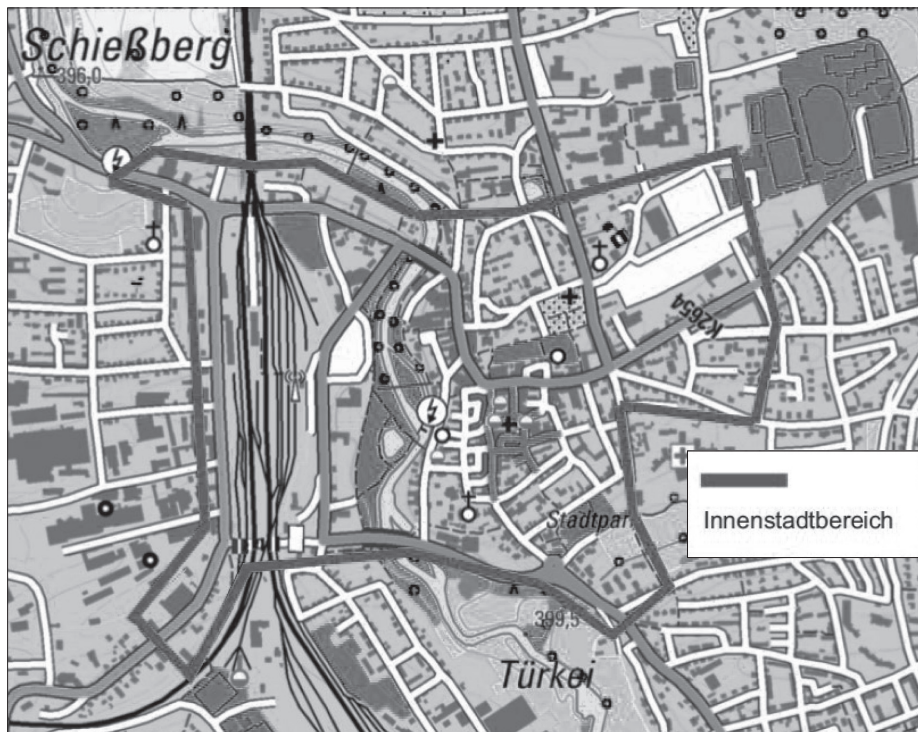 Schießberg
396,0
K2654
Innenstadtbereich
Stadtpar
399,5
Türkei